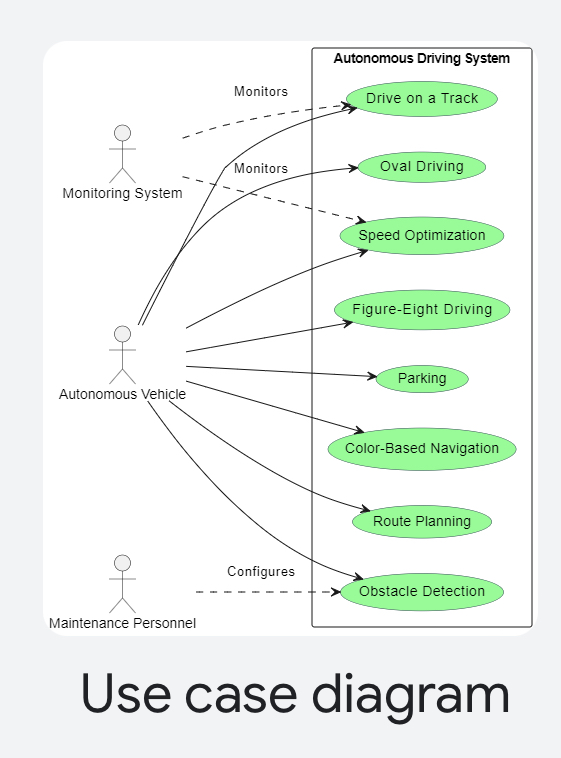 Autonomous Driving System
Monitors
Drive on a Track
Monitors
Oval Driving
Monitoring System
Speed Optimization
Figure-Eight Driving
Parking
Autonomous Vehicle
Color-Based Navigation
Route Planning
Configures
Obstacle Detection
Maintenance Personnel
Use case diagram